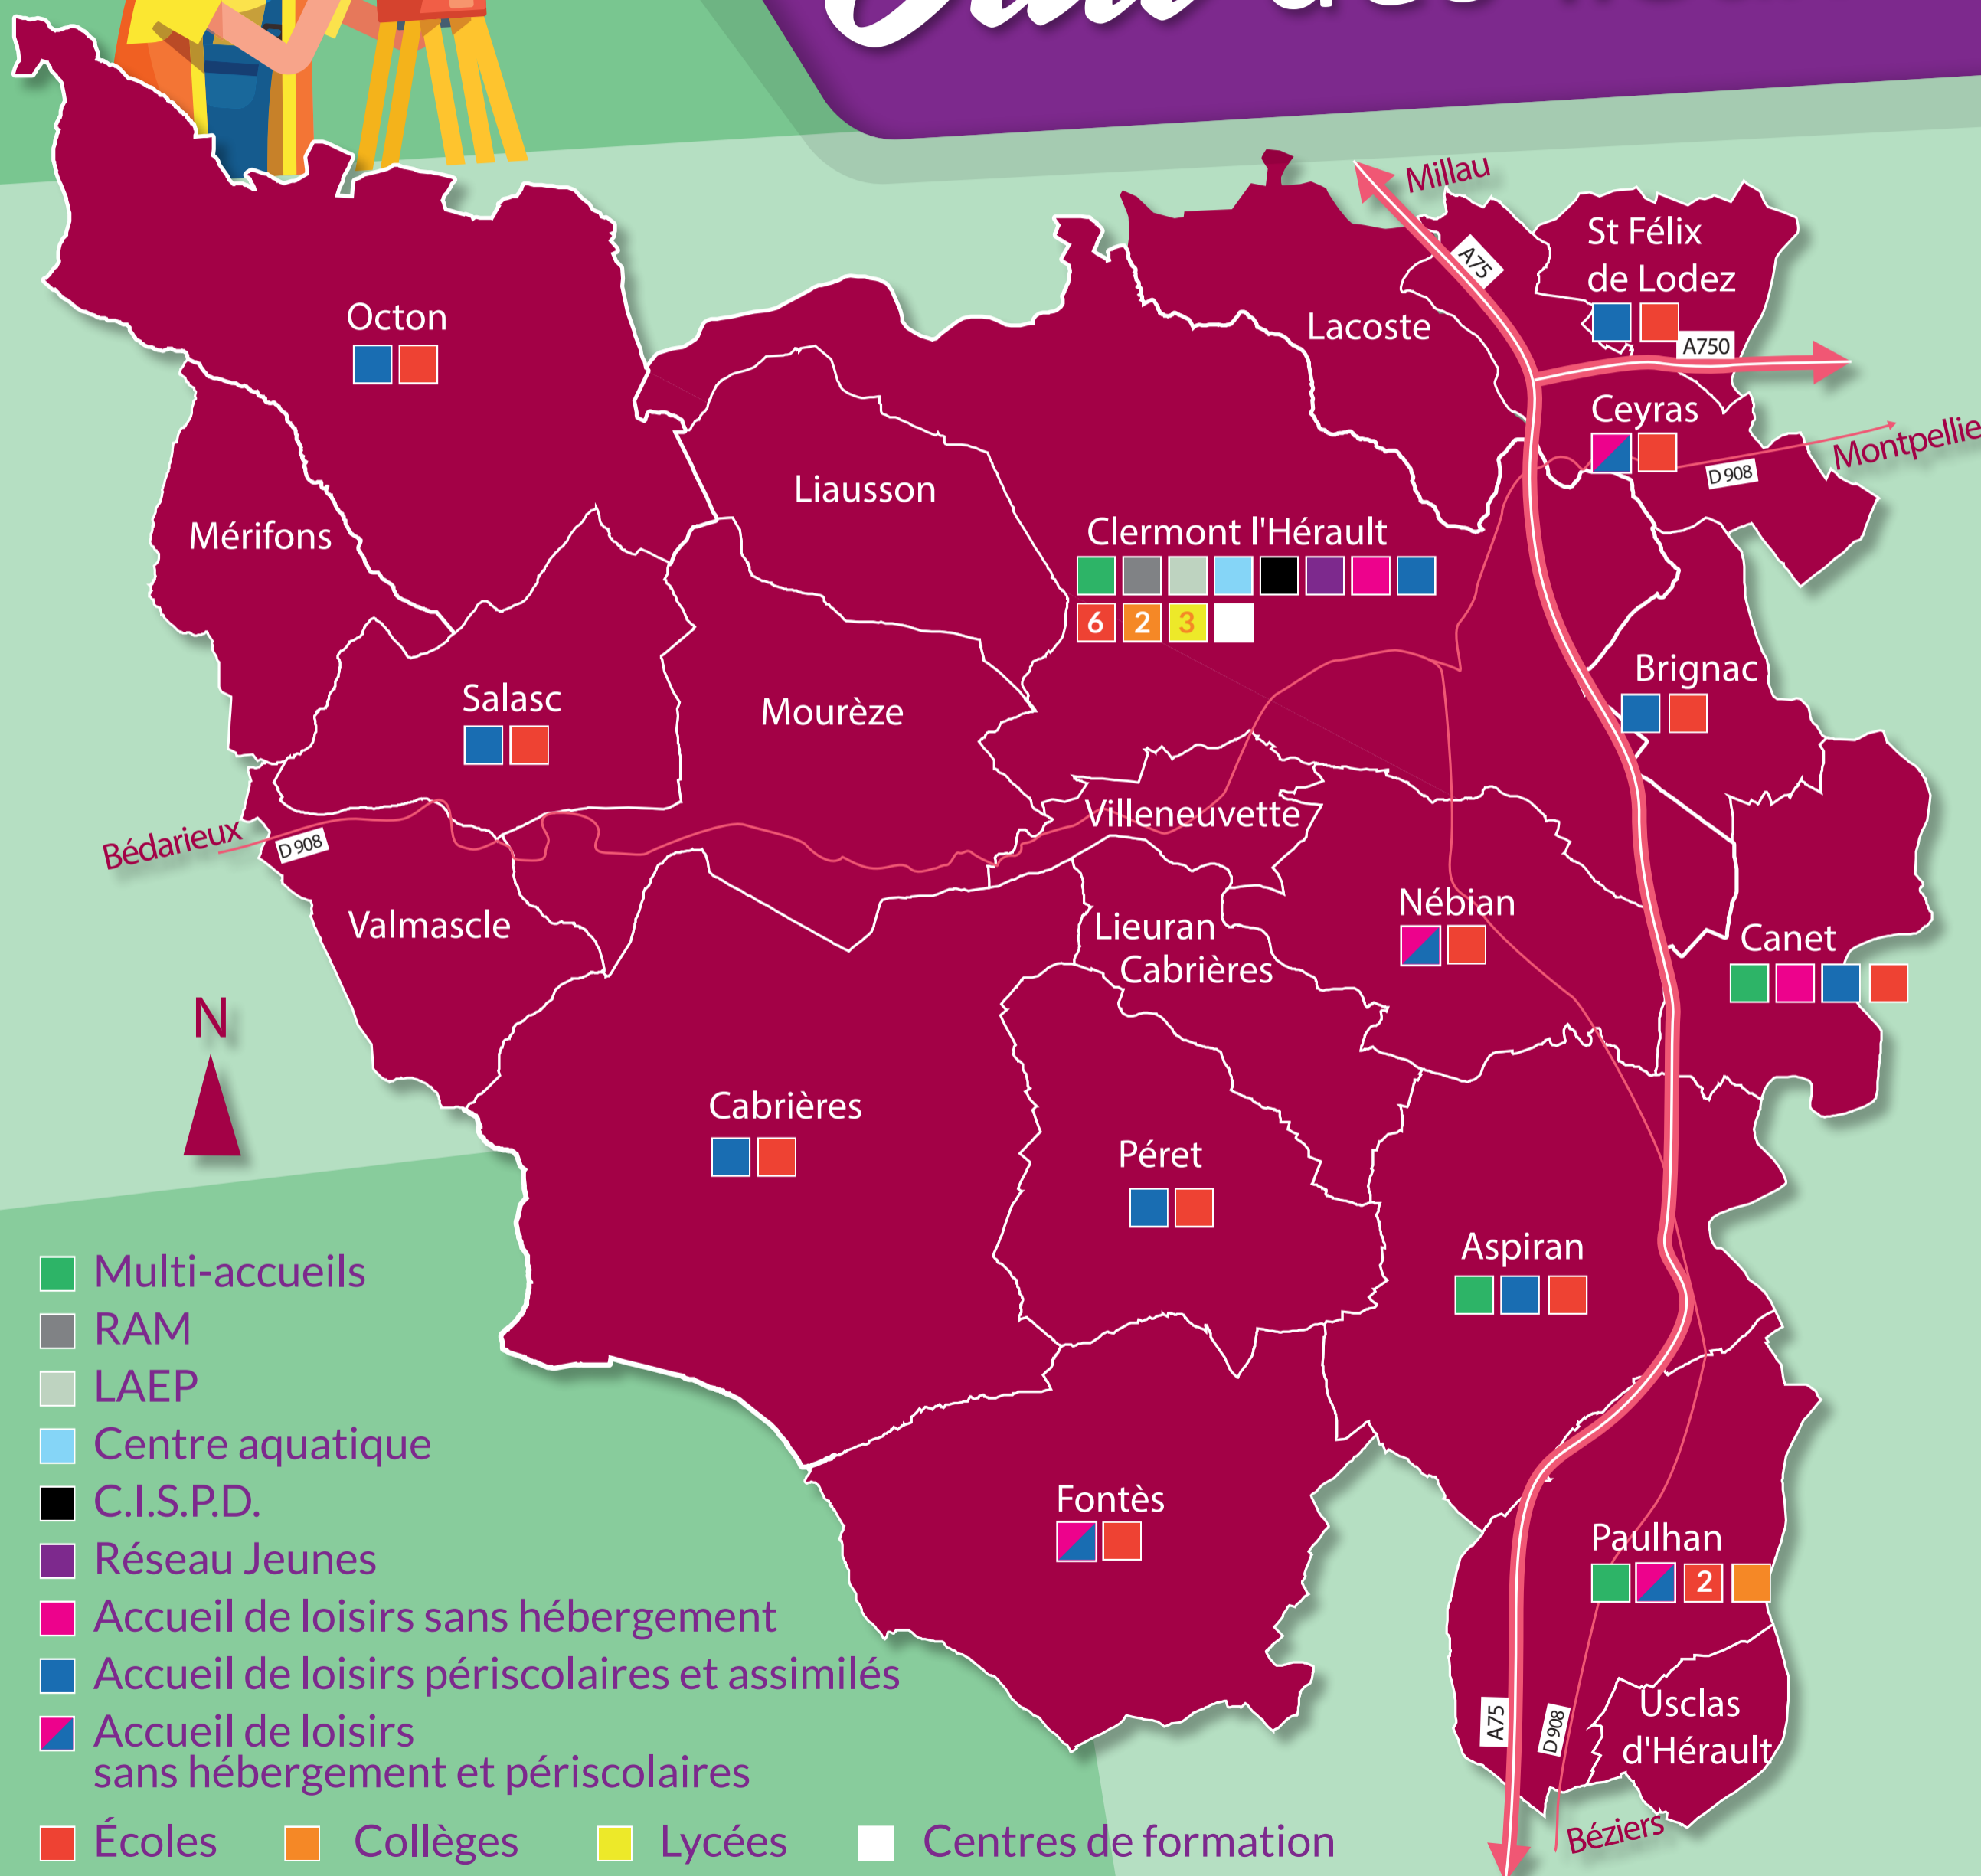 des
Millau
A75
St Félix
de Lodez
A750
Octon
Lacoste
Ceyras
Montpellie
D 908
Liausson
Mérifons
Clermont l'Hérault
6 2 3
Brignac
Salasc
Mourèze
Villeneuvette
Bédarieux
D 908
Valmascle
Nébian
Lieuran
Cabrières
Canet
N
Cabrières
Péret
Aspiran
Fontès
Paulhan
2
Usclas
d'Hérault
A75
D 908
Béziers
Multi-accueils
RAM
LAEP
Centre aquatique
C.I.S.P.D.
Réseau Jeunes
Accueil de loisirs sans hébergement
Accueil de loisirs périscolaires et assimilés
Accueil de loisirs
sans hébergement et périscolaires
Écoles Collèges Lycées Centres de formation